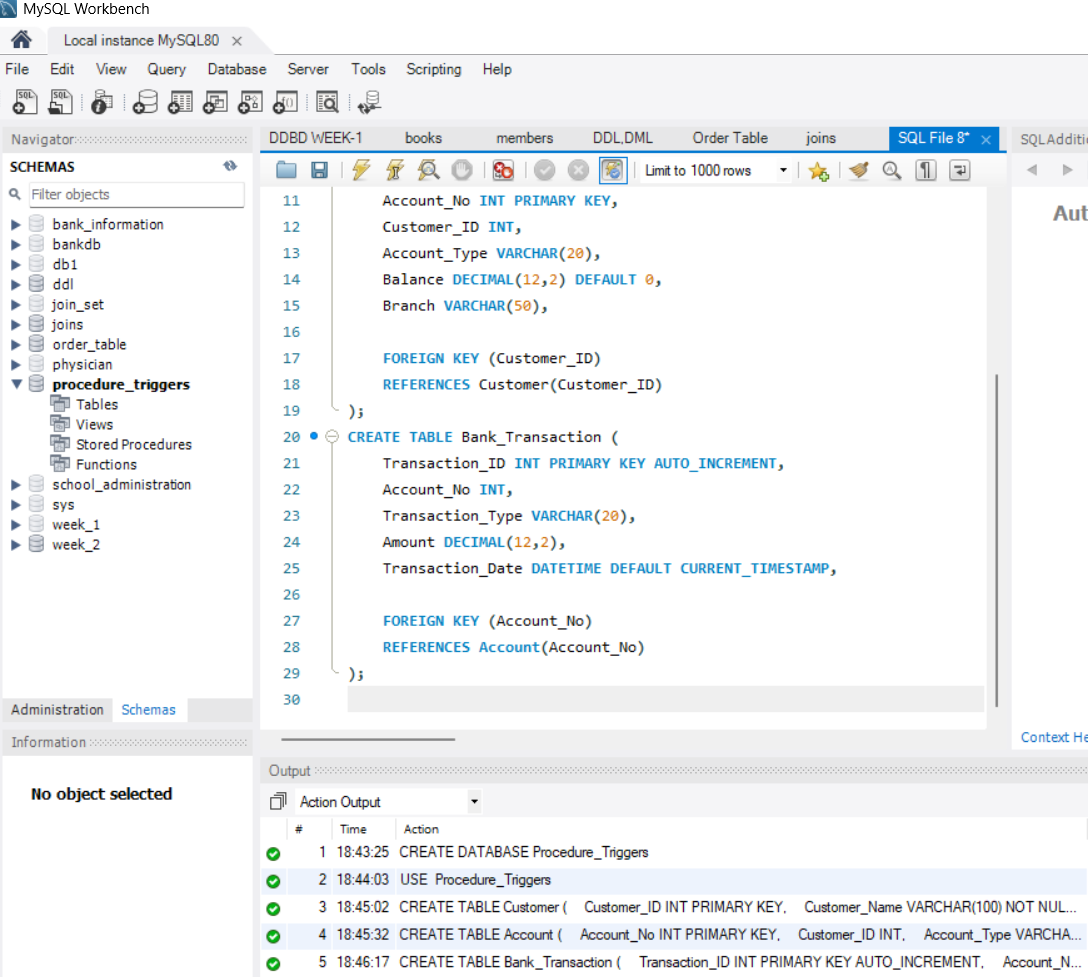 MySQL Workbench
Local instance MySQL80
File Edit View Query Database Server Tools Scripting Help
Navigator
SCHEMAS
Filter objects
bank_information
bankdb
db1
ddl
join_set
joins
order_table
physician
procedure_triggers
Tables
Views
Stored Procedures
Functions
school_administration
sys
week_1
week_2
Administration Schemas
Information
No object selected
DDBD WEEK-1 books members DDL,DML Order Table joins SQL File 8* SQLAdditio
Limit to 1000 rows
Aut
11 Account_No INT PRIMARY KEY,
12 Customer_ID INT,
13 Account_Type VARCHAR(20),
14 Balance DECIMAL(12,2) DEFAULT 0,
15 Branch VARCHAR(50),
16
17 FOREIGN KEY (Customer_ID)
18 REFERENCES Customer(Customer_ID)
19 );
20 CREATE TABLE Bank_Transaction (
21 Transaction_ID INT PRIMARY KEY AUTO_INCREMENT,
22 Account_No INT,
23 Transaction_Type VARCHAR(20),
24 Amount DECIMAL(12,2),
25 Transaction_Date DATETIME DEFAULT CURRENT_TIMESTAMP,
26
27 FOREIGN KEY (Account_No)
28 REFERENCES Account(Account_No)
29 );
30
Context He
Output
Action Output
# Time Action
1 18:43:25 CREATE DATABASE Procedure_Triggers
2 18:44:03 USE Procedure_Triggers
3 18:45:02 CREATE TABLE Customer ( Customer_ID INT PRIMARY KEY, Customer_Name VARCHAR(100) NOT NUL...
4 18:45:32 CREATE TABLE Account ( Account_No INT PRIMARY KEY, Customer_ID INT, Account_Type VARCHA...
5 18:46:17 CREATE TABLE Bank_Transaction ( Transaction_ID INT PRIMARY KEY AUTO_INCREMENT, Account_N...